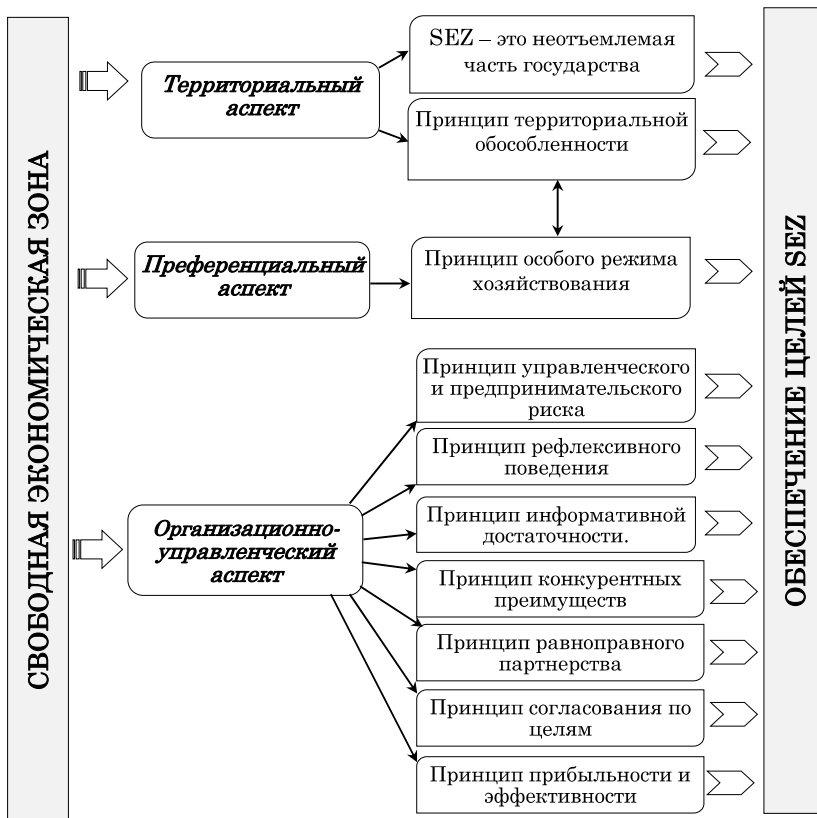 СВОБОДНАЯ ЭКОНОМИЧЕСКАЯ ЗОНА
Территориальный
аспект
SEZ – это неотъемлемая
часть государства
Принцип территориальной
обособленности
Преференциальный
аспект
Принцип особого режима
хозяйствования
Организационно-
управленческий
аспект
Принцип управленческого
и предпринимательского
риска
Принцип рефлексивного
поведения
Принцип информативной
достаточности.
Принцип конкурентных
преимуществ
Принцип равноправного
партнерства
Принцип согласования по
целям
Принцип прибыльности и
эффективности
ОБЕСПЕЧЕНИЕ ЦЕЛЕЙ SEZ